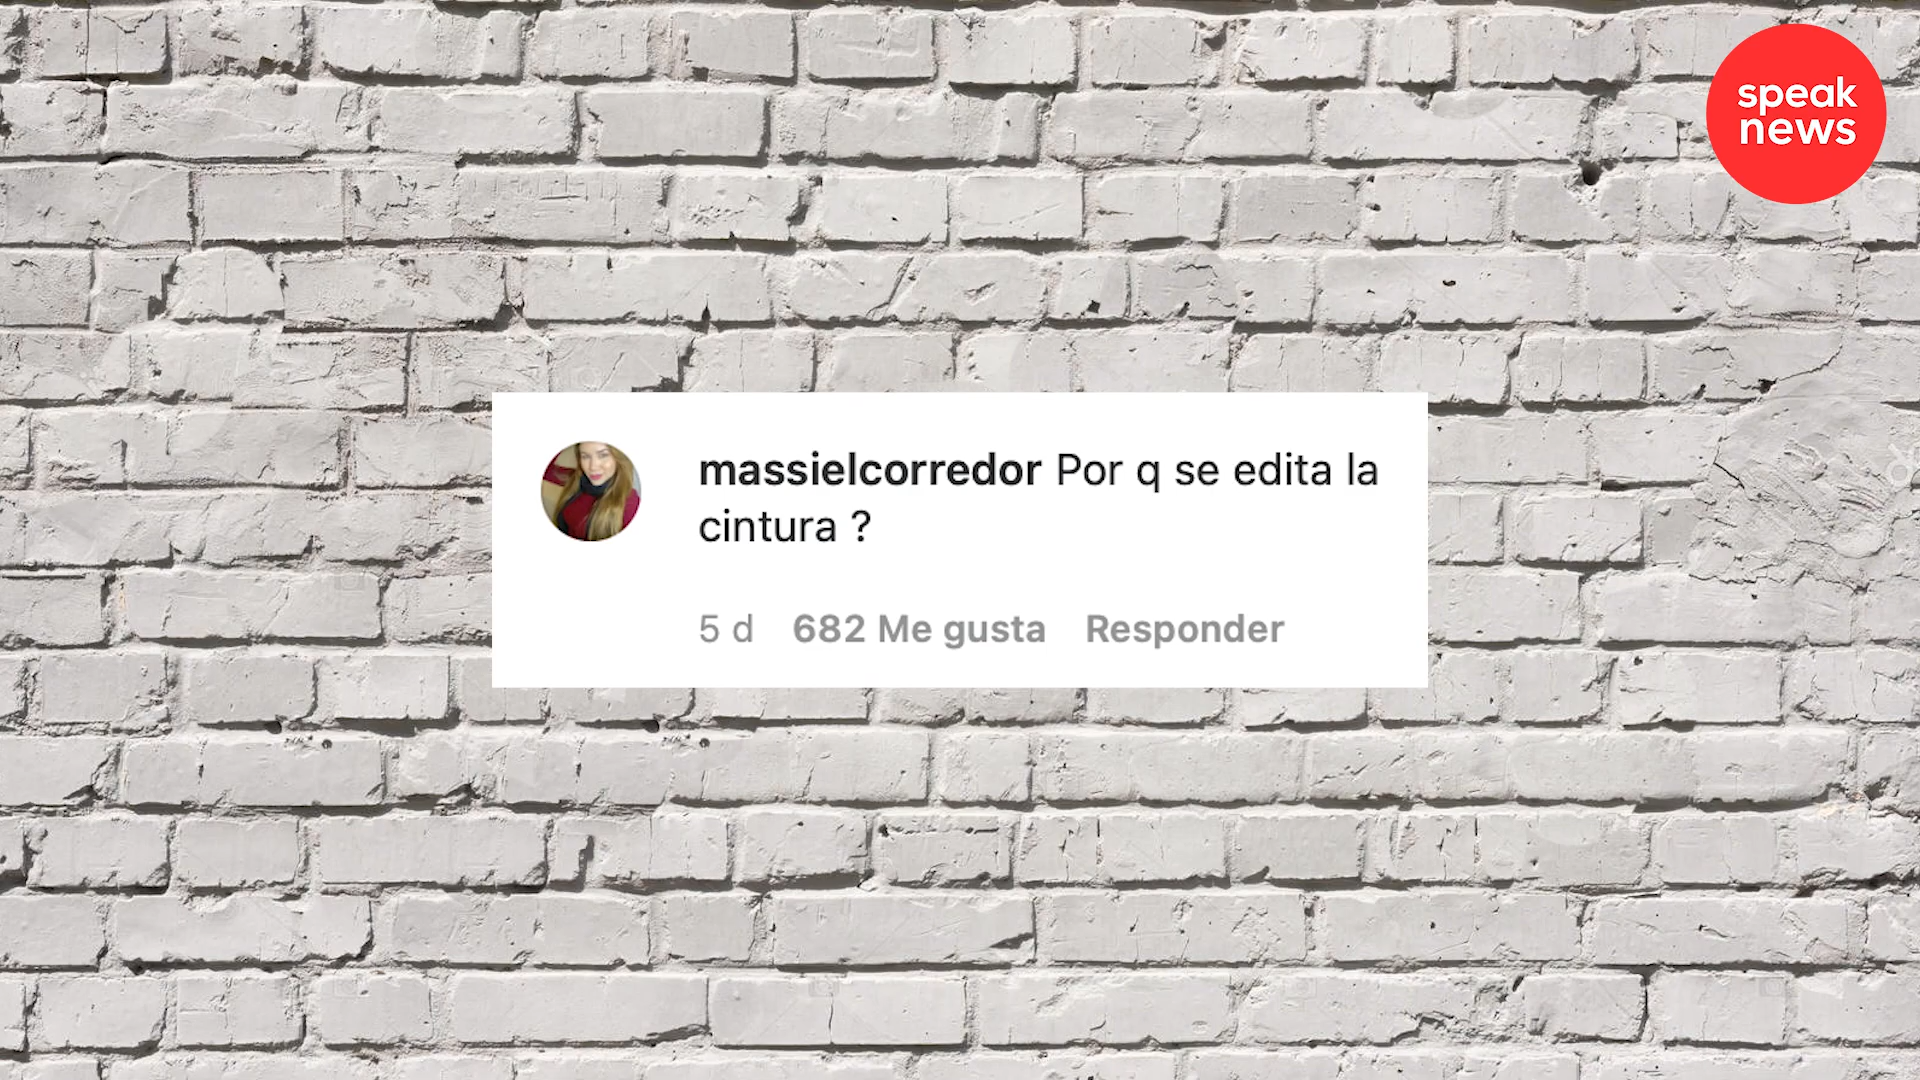 speak
news
massielcorredor Por q se edita la
cintura ?
5 d 682 Me gusta Responder